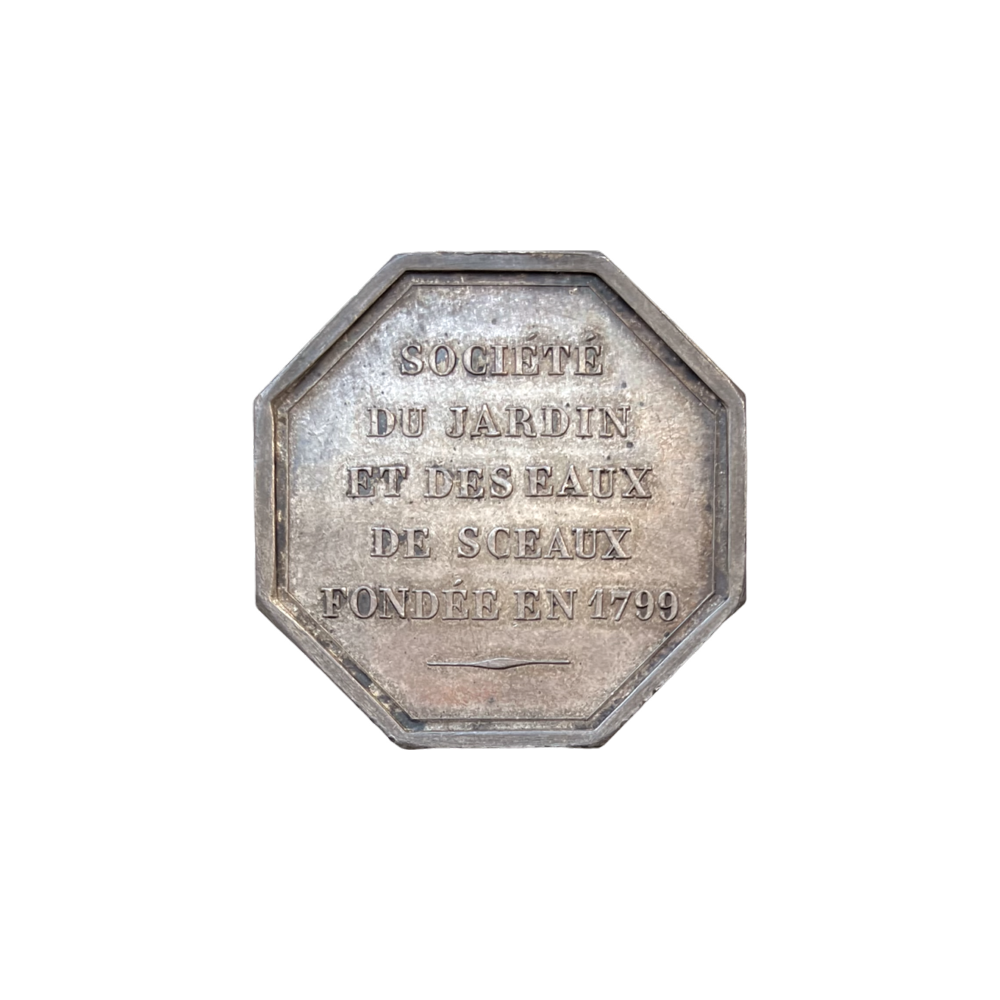 SOCIÉTÉ
DU JARDIN
ET DES EAUX
DE SCEAUX
FONDÉE EN 1799